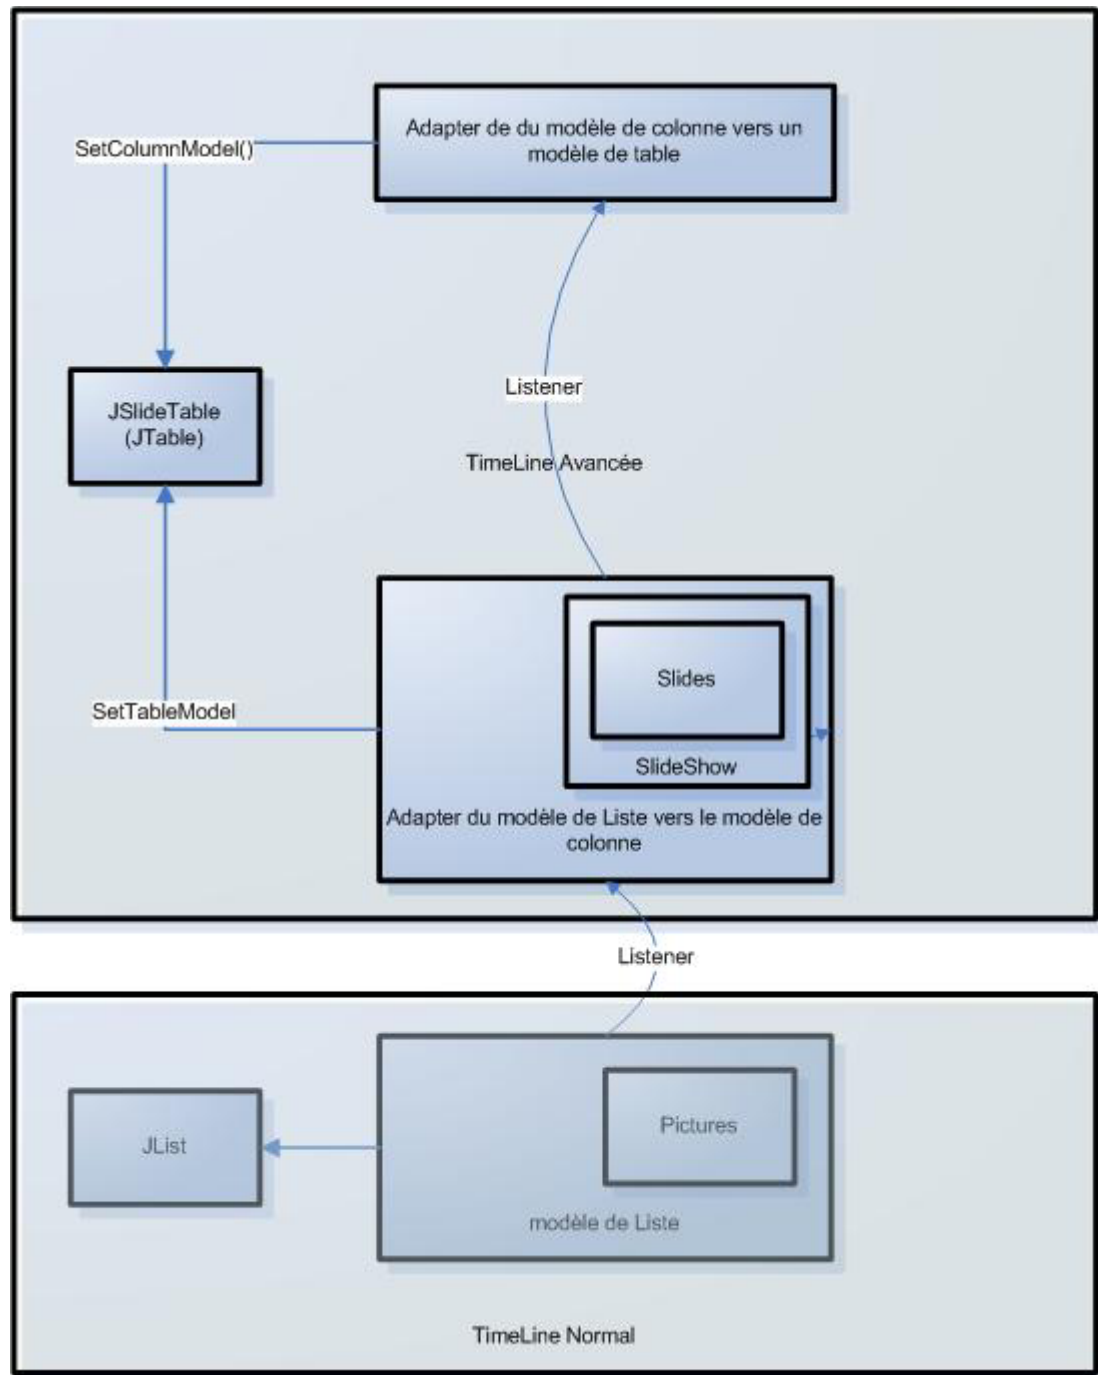 Adapter de du modèle de colonne vers un
modèle de table
SetColumnModel()
JSlideTable
(JTable)
Listener
TimeLine Avancée
Slides
SetTableModel
SlideShow
Adapter du modèle de Liste vers le modèle de
colonne
Listener
Pictures
JList
modèle de Liste
TimeLine Normal